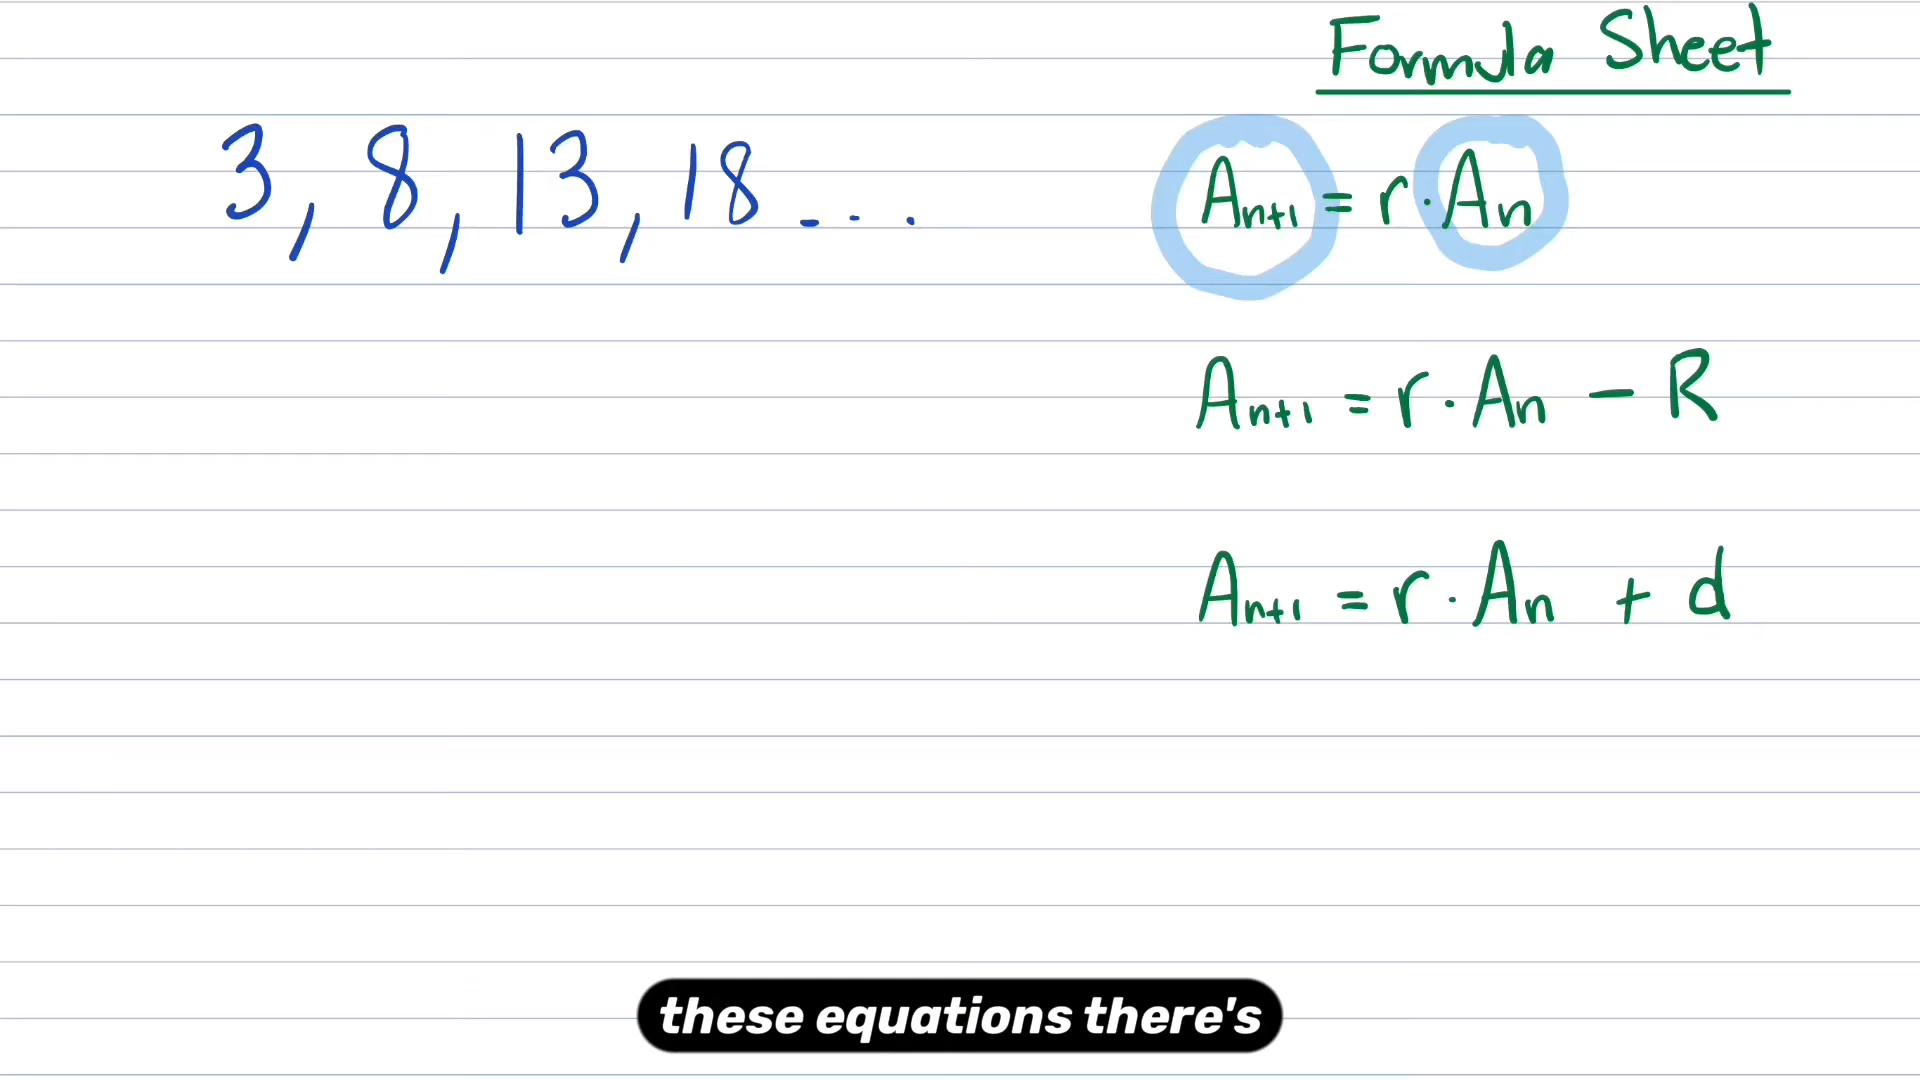 Formula Sheet
3, 8, 13, 18 ...
Aₙ₊₁ = r · Aₙ
Aₙ₊₁ = r · Aₙ − R
Aₙ₊₁ = r · Aₙ + d
these equations there's